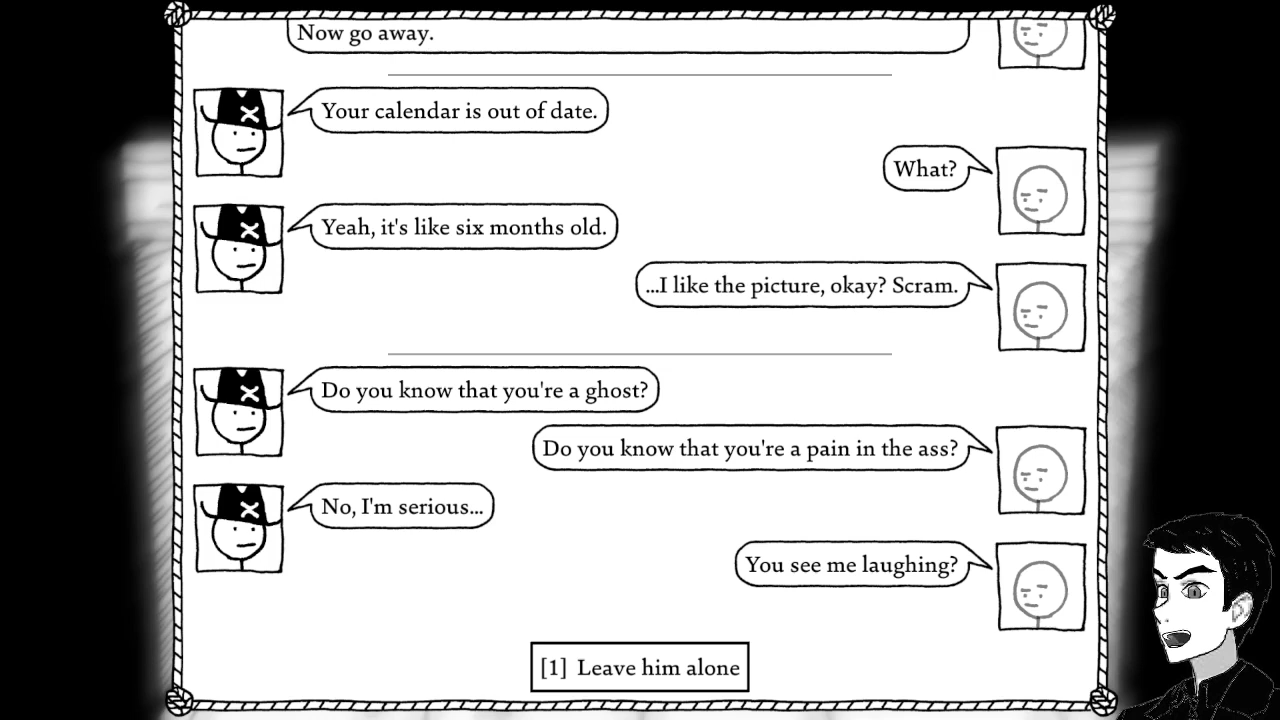 Now go away.
Your calendar is out of date.
What?
Yeah, it's like six months old.
...I like the picture, okay? Scram.
Do you know that you're a ghost?
Do you know that you're a pain in the ass?
No, I'm serious...
You see me laughing?
[1] Leave him alone